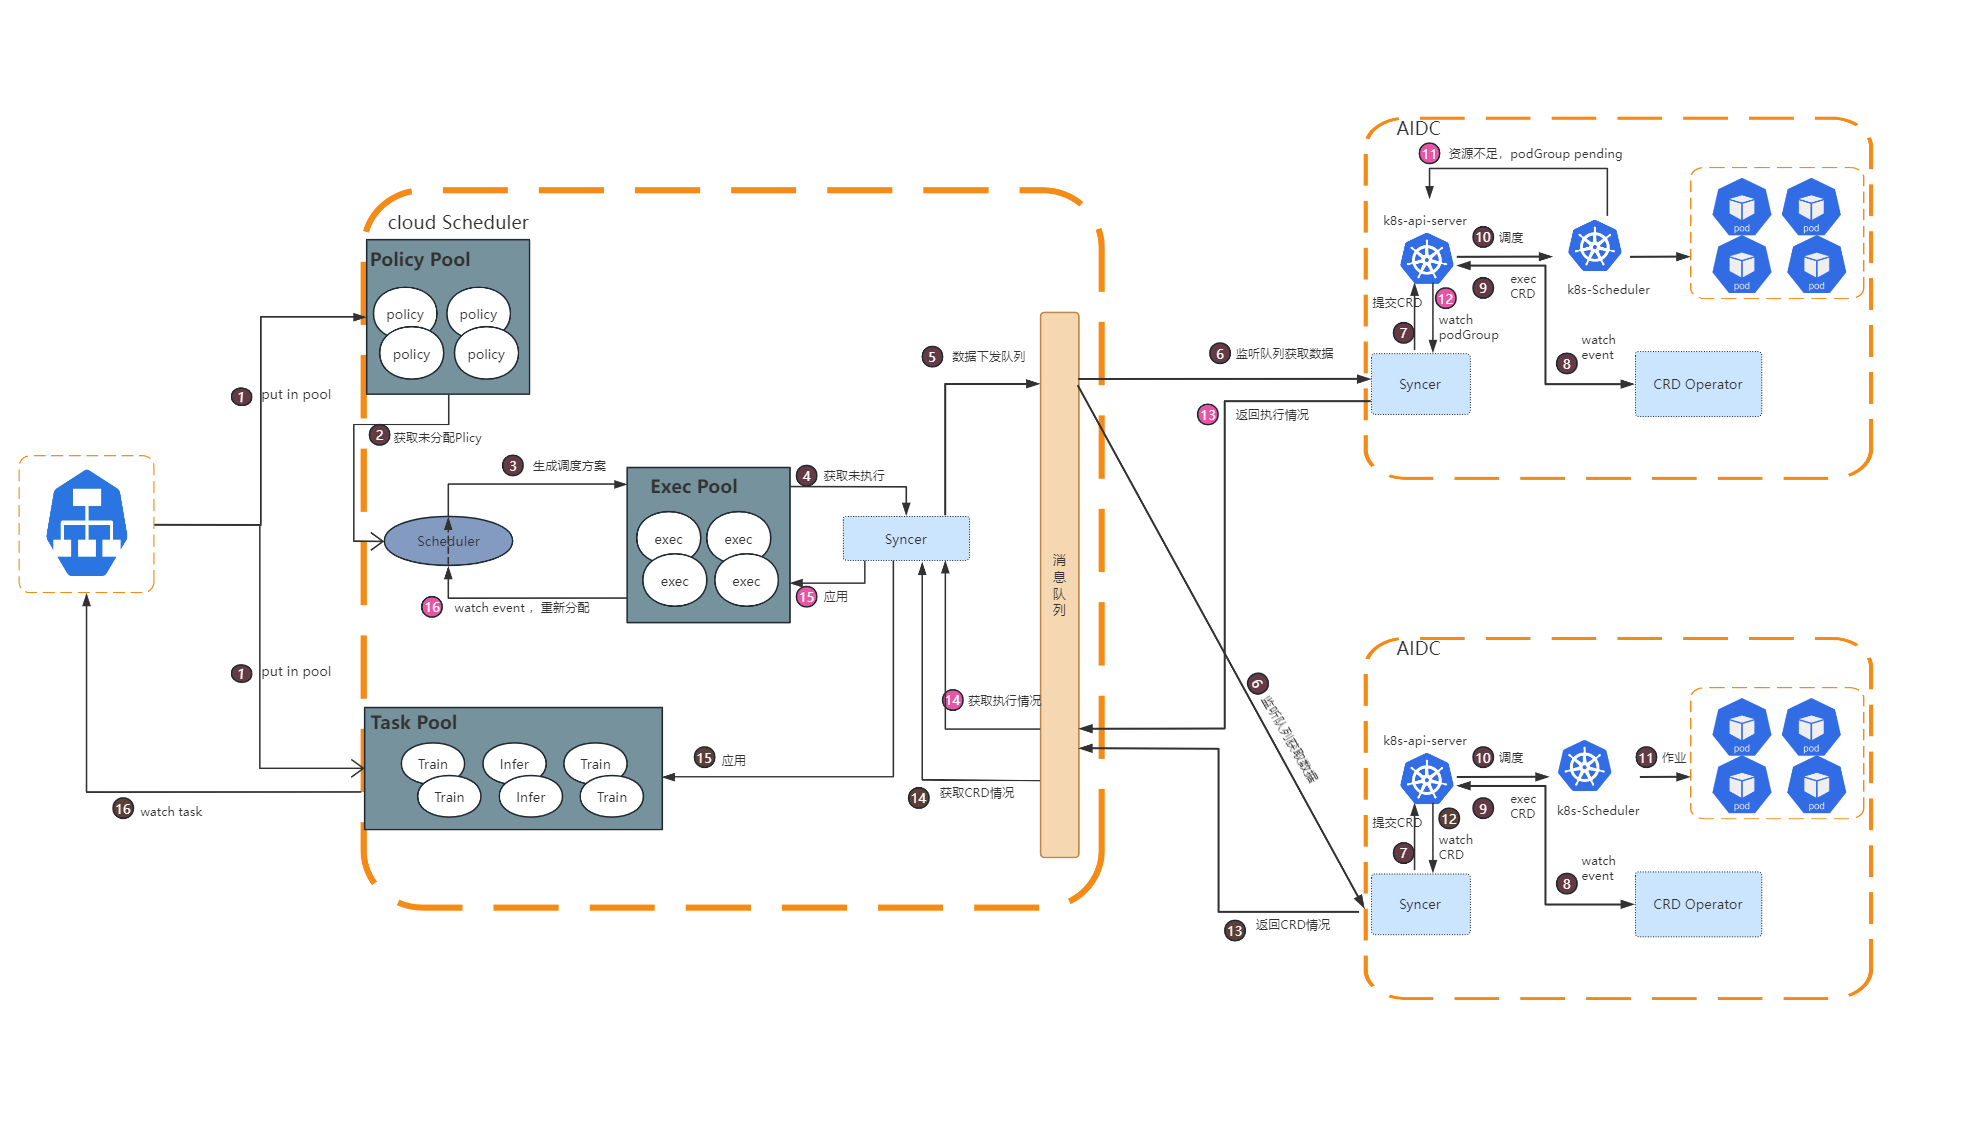 cloud Scheduler
Policy Pool
policy
policy
policy
policy
1
put in pool
2
获取未分配Plicy
3
生成调度方案
Scheduler
Exec Pool
exec
exec
exec
exec
4
获取未执行
Syncer
15
应用
16
watch event ，重新分配
5
数据下发队列
消
息
队
列
1
put in pool
Task Pool
Train
Infer
Train
Train
Infer
Train
15
应用
16
watch task
14
获取执行情况
14
获取CRD情况
6
监听队列获取数据
13
返回执行情况
6
监听队列获取数据
13
返回CRD情况
AIDC
11
资源不足，podGroup pending
k8s-api-server
10
调度
9
exec
CRD
k8s-Scheduler
pod
pod
pod
pod
提交CRD
12
7
watch
podGroup
Syncer
8
watch
event
CRD Operator
AIDC
k8s-api-server
10
调度
9
exec
CRD
k8s-Scheduler
11
作业
pod
pod
pod
pod
提交CRD
12
7
watch
CRD
Syncer
8
watch
event
CRD Operator